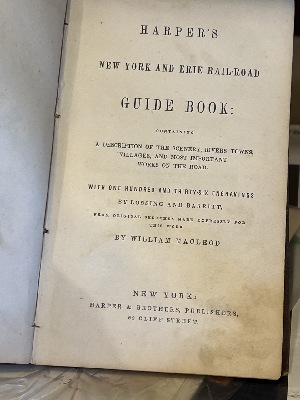 HARPER'S
NEW YORK AND ERIE RAIL-ROAD
GUIDE BOOK:
CONTAINING
A DESCRIPTION OF THE SCENERY, RIVERS, TOWNS,
VILLAGES, AND MOST IMPORTANT
WORKS ON THE ROAD.
WITH ONE HUNDRED AND THIRTY-SIX ENGRAVINGS
BY LOSSING AND BARRITT,
FROM ORIGINAL SKETCHES MADE EXPRESSLY FOR
THIS WORK
BY WILLIAM MACLEOD
NEW YORK:
HARPER & BROTHERS, PUBLISHERS,
82 CLIFF STREET.